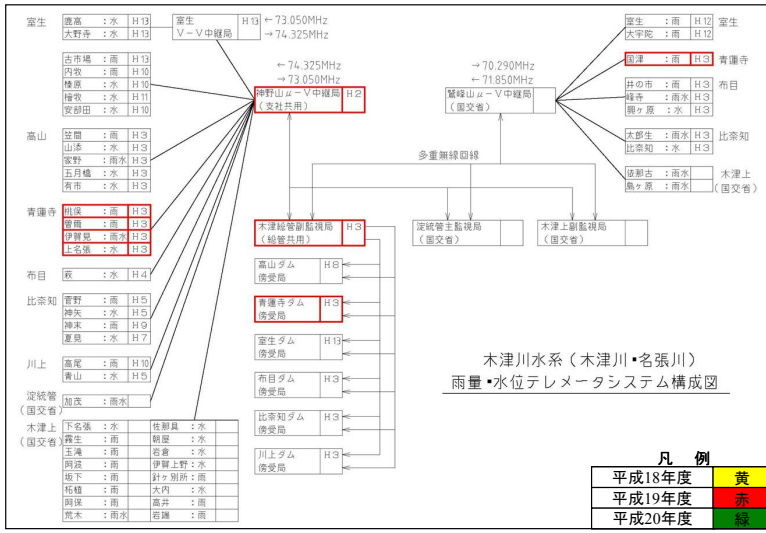 室生
鹿高 ：水 H13
大野寺 ：水 H13
室生 H13
V－V中継局
←73.050MHz
→74.325MHz
古市場 ：雨 H13
内牧 ：雨 H10
榛原 ：水 H10
檜牧 ：水 H11
安部田 ：水 H10
←74.325MHz
→73.050MHz
神野山μ－V中継局 H2
（支社共用）
→70.290MHz
←71.850MHz
鷲峰山μ－V中継局
（国交省）
室生 ：雨 H12 室生
大宇陀 ：雨 H12
国津 ：雨 H3 青蓮寺
井の市 ：雨 H3 布目
峰寺 ：雨水 H3
興ヶ原 ：水 H3
太郎生 ：雨水 H3 比奈知
比奈知 ：水 H3
依那古 ：雨水 木津上
島ヶ原 ：雨水 （国交省）
高山
笠間 ：雨 H3
山添 ：水 H3
家野 ：雨水 H3
五月橋 ：水 H3
有市 ：水 H3
多重無線回線
青蓮寺
桃俣 ：雨 H3
曽爾 ：雨 H3
伊賀見 ：雨水 H3
上名張 ：水 H3
木津総管副監視局 H3
（総管共用）
淀統管主監視局
（国交省）
木津上副監視局
（国交省）
布目 萩 ：水 H4
比奈知
菅野 ：雨 H5
神矢 ：水 H5
神末 ：雨 H9
夏見 ：水 H7
川上
高尾 ：雨 H10
青山 ：水 H5
淀統管
（国交省）
加茂 ：雨水
木津上
（国交省）
下名張 ：水
霧生 ：雨
玉滝 ：雨
阿波 ：雨
坂下 ：雨
柘植 ：雨
阿保 ：雨
荒木 ：雨水
佐那具 ：水
朝屋 ：水
岩倉 ：水
伊賀上野：水
針ヶ別所：雨
大内 ：水
高井 ：雨
岩端 ：雨
高山ダム H8
傍受局
青蓮寺ダム H3
傍受局
室生ダム H13
傍受局
布目ダム H3
傍受局
比奈知ダム H3
傍受局
川上ダム H3
傍受局
木津川水系（木津川・名張川）
雨量・水位テレメータシステム構成図
凡 例
平成18年度 黄
平成19年度 赤
平成20年度 緑